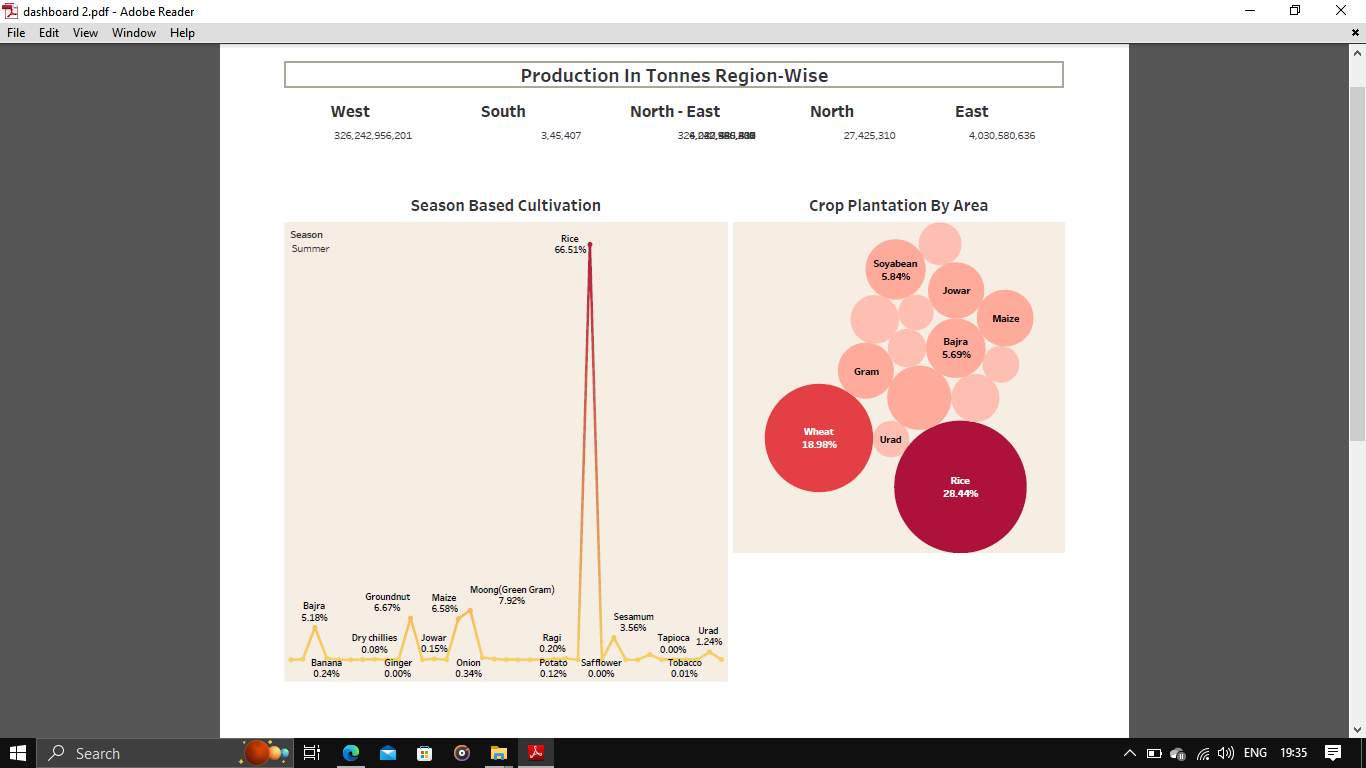 dashboard 2.pdf - Adobe Reader
File Edit View Window Help
Production In Tonnes Region-Wise
West South North - East North East
326,242,956,201 3,45,407 27,425,310 4,030,580,636
Season Based Cultivation
Season
Summer
Rice
66.51%
Moong(Green Gram)
7.92%
Groundnut
6.67%
Maize
6.58%
Bajra
5.18%
Sesamum
3.56%
Urad
1.24%
Dry chillies
0.08%
Jowar
0.15%
Ragi
0.20%
Tapioca
0.00%
Banana
0.24%
Ginger
0.00%
Onion
0.34%
Potato
0.12%
Safflower
0.00%
Tobacco
0.01%
Crop Plantation By Area
Soyabean
5.84%
Jowar
Maize
Bajra
5.69%
Gram
Wheat
18.98%
Urad
Rice
28.44%
Search
ENG 19:35